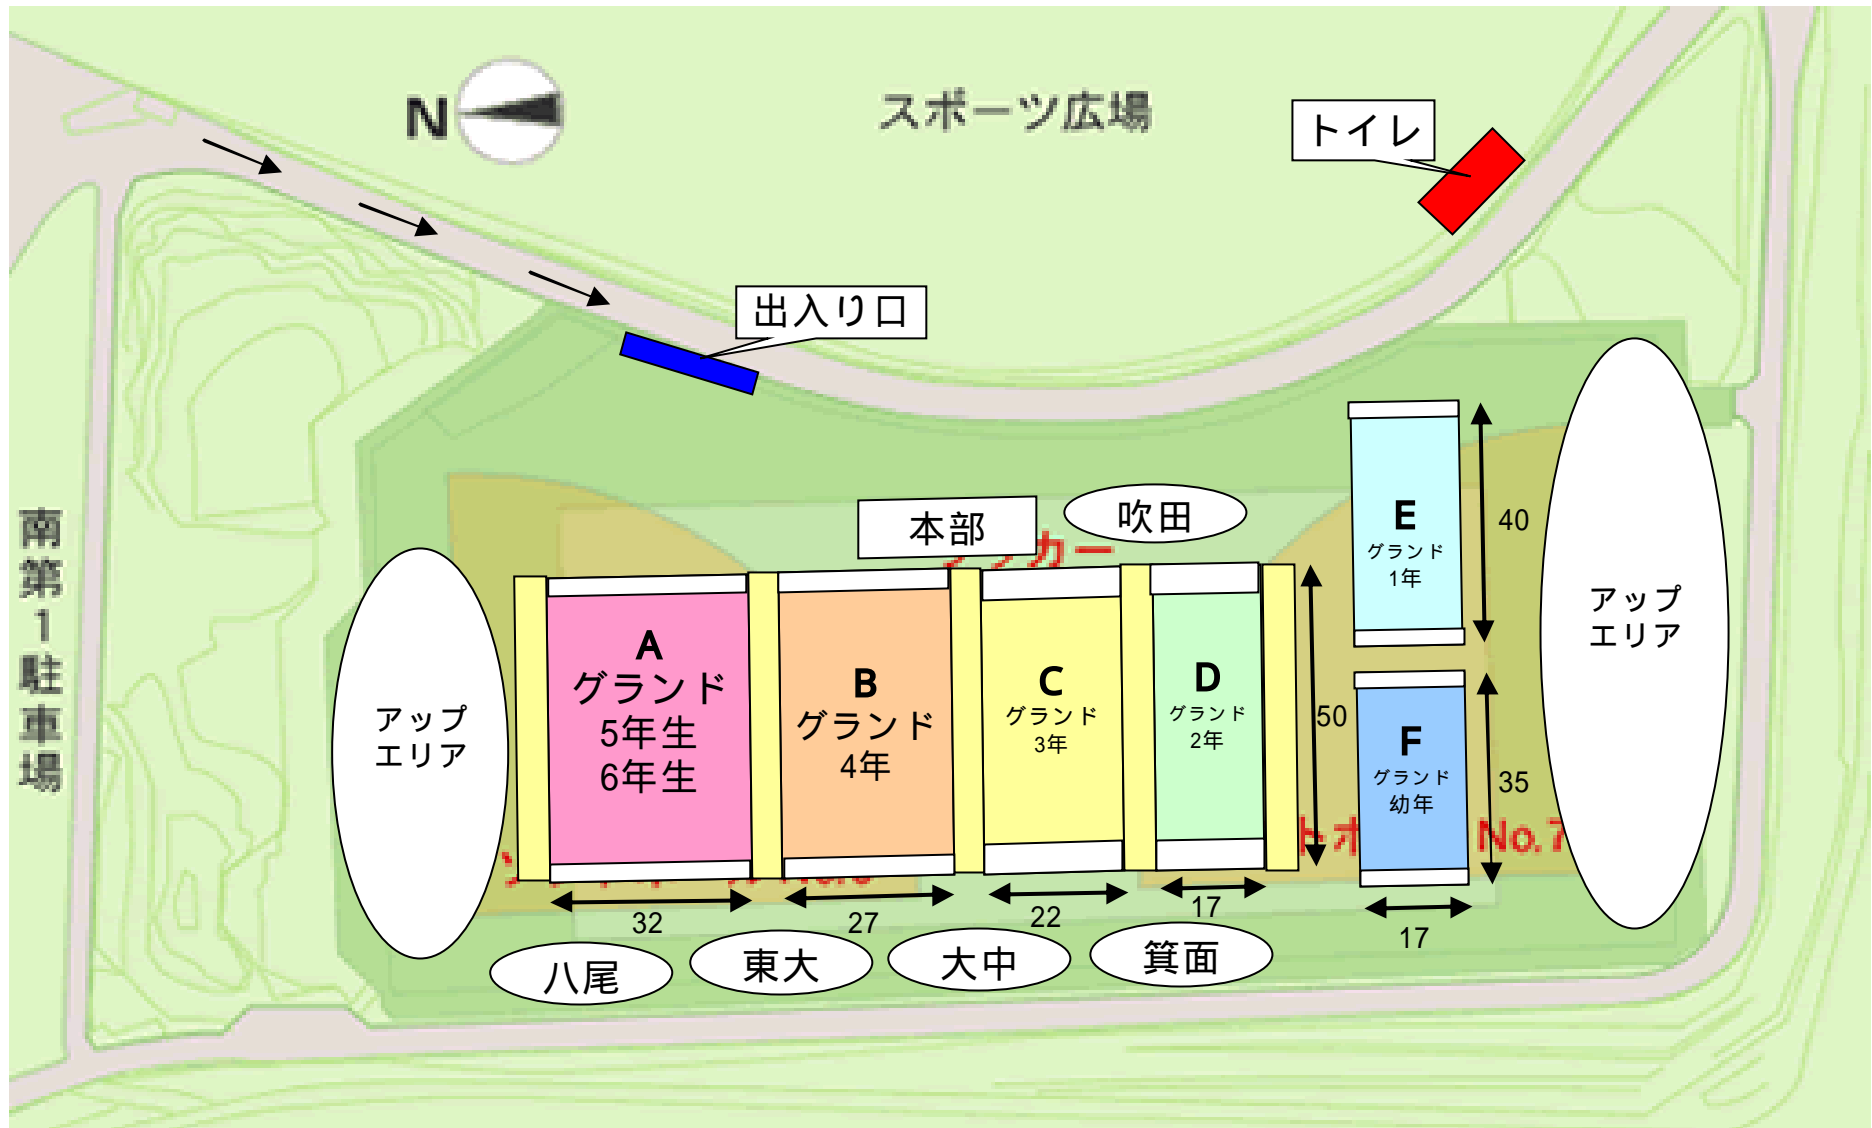 N
スポーツ広場
トイレ
出入り口
南第1駐車場
本部
吹田
カー
E
グランド
1年
40
アップ
エリア
アップ
エリア
A
グランド
5年生
6年生
B
グランド
4年
C
グランド
3年
D
グランド
2年
50
F
グランド
幼年
35
No.7
32
27
22
17
17
八尾
東大
大中
箕面